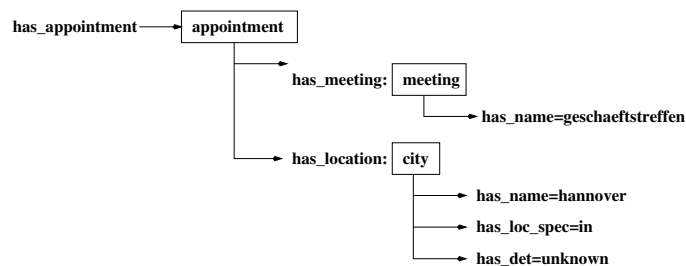 has_appointment appointment
has_meeting: meeting
has_name=geschaeftstreffen
has_location: city
has_name=hannover
has_loc_spec=in
has_det=unknown